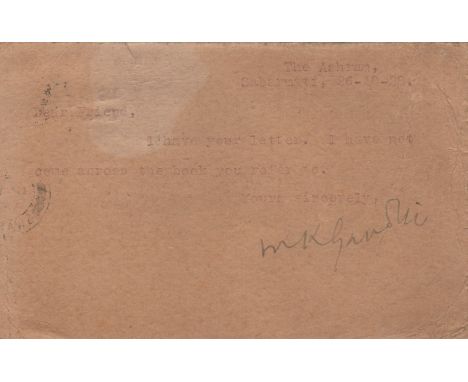 The Ashram,
Sabarmati, 26-10-28.
Dear Friend,
I have your letter. I have not
come across the book you refer to.
Yours sincerely,
MKGandhi